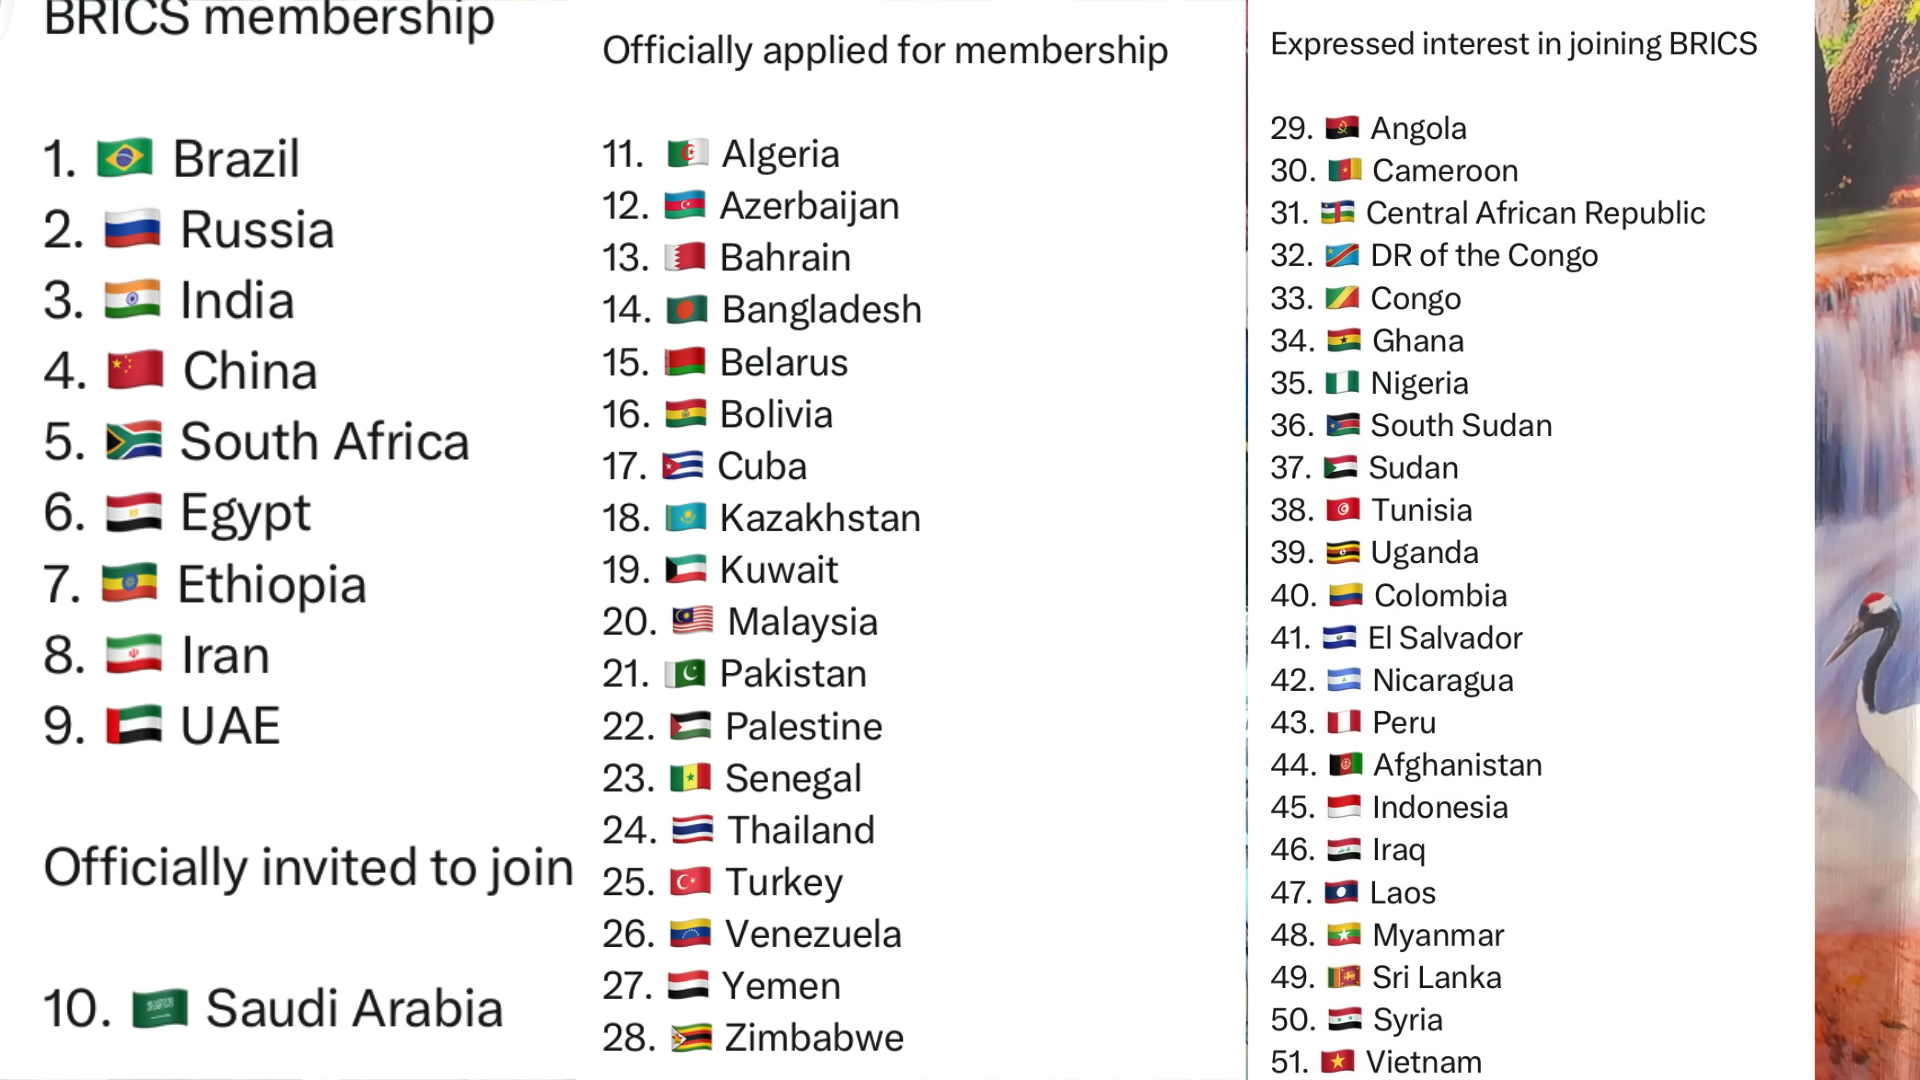 BRICS membership
1. 🇧🇷 Brazil
2. 🇷🇺 Russia
3. 🇮🇳 India
4. 🇨🇳 China
5. 🇿🇦 South Africa
6. 🇪🇬 Egypt
7. 🇪🇹 Ethiopia
8. 🇮🇷 Iran
9. 🇦🇪 UAE
Officially invited to join
10. 🇸🇦 Saudi Arabia
Officially applied for membership
11. 🇩🇿 Algeria
12. 🇦🇿 Azerbaijan
13. 🇧🇭 Bahrain
14. 🇧🇩 Bangladesh
15. 🇧🇾 Belarus
16. 🇧🇴 Bolivia
17. 🇨🇺 Cuba
18. 🇰🇿 Kazakhstan
19. 🇰🇼 Kuwait
20. 🇲🇾 Malaysia
21. 🇵🇰 Pakistan
22. 🇵🇸 Palestine
23. 🇸🇳 Senegal
24. 🇹🇭 Thailand
25. 🇹🇷 Turkey
26. 🇻🇪 Venezuela
27. 🇾🇪 Yemen
28. 🇿🇼 Zimbabwe
Expressed interest in joining BRICS
29. 🇦🇴 Angola
30. 🇨🇲 Cameroon
31. 🇨🇫 Central African Republic
32. 🇨🇩 DR of the Congo
33. 🇨🇬 Congo
34. 🇬🇭 Ghana
35. 🇳🇬 Nigeria
36. 🇸🇸 South Sudan
37. 🇸🇩 Sudan
38. 🇹🇳 Tunisia
39. 🇺🇬 Uganda
40. 🇨🇴 Colombia
41. 🇸🇻 El Salvador
42. 🇳🇮 Nicaragua
43. 🇵🇪 Peru
44. 🇦🇫 Afghanistan
45. 🇮🇩 Indonesia
46. 🇮🇶 Iraq
47. 🇱🇦 Laos
48. 🇲🇲 Myanmar
49. 🇱🇰 Sri Lanka
50. 🇸🇾 Syria
51. 🇻🇳 Vietnam